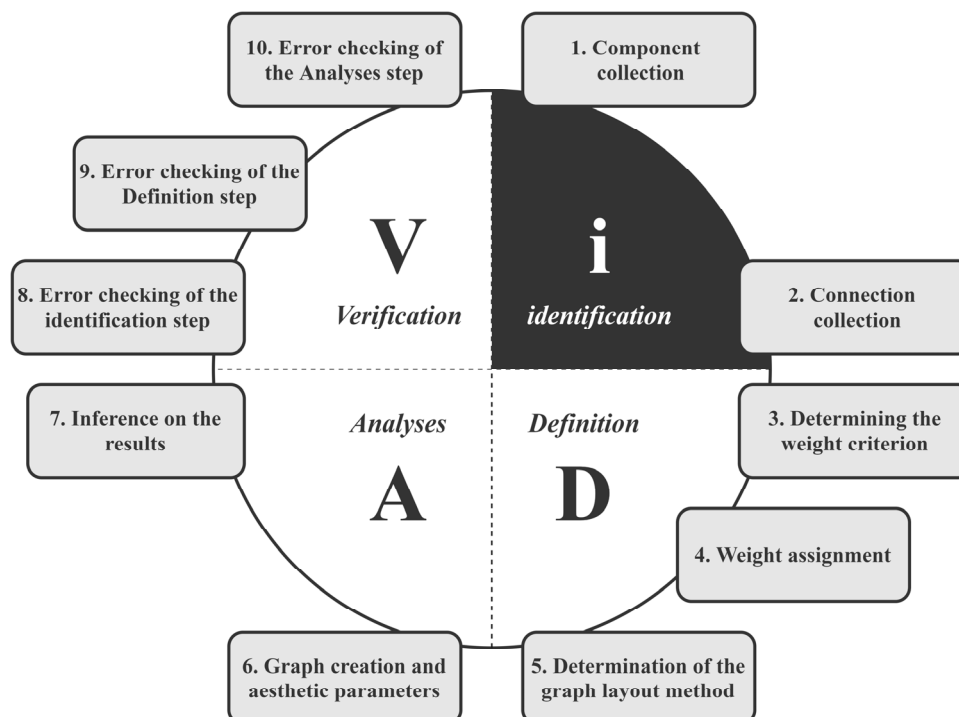 10. Error checking of
the Analyses step
1. Component
collection
9. Error checking of the
Definition step
V
Verification
i
identification
8. Error checking of the
identification step
2. Connection
collection
7. Inference on the
results
Analyses
A
Definition
D
3. Determining the
weight criterion
4. Weight assignment
6. Graph creation and
aesthetic parameters
5. Determination of the
graph layout method